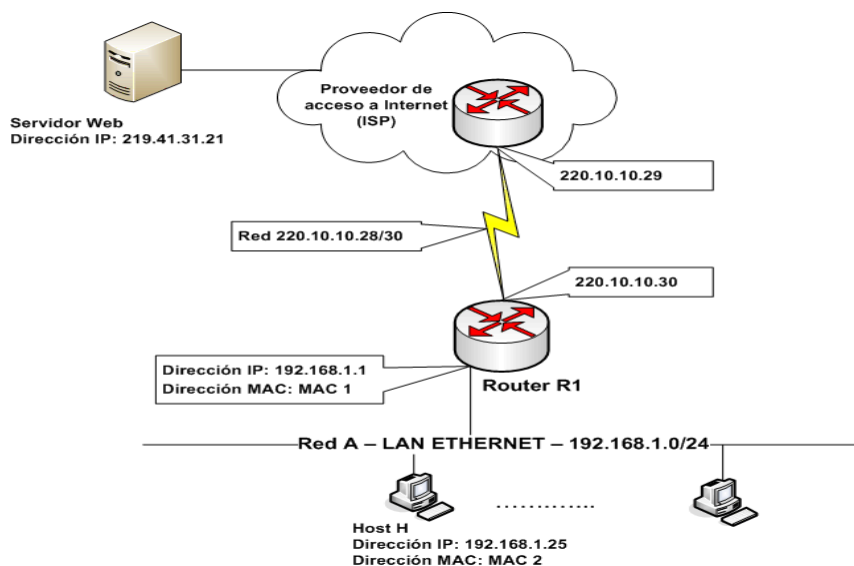 Proveedor de
acceso a Internet
(ISP)
Servidor Web
Dirección IP: 219.41.31.21
220.10.10.29
Red 220.10.10.28/30
220.10.10.30
Dirección IP: 192.168.1.1
Dirección MAC: MAC 1
Router R1
Red A – LAN ETHERNET – 192.168.1.0/24
Host H
Dirección IP: 192.168.1.25
Dirección MAC: MAC 2